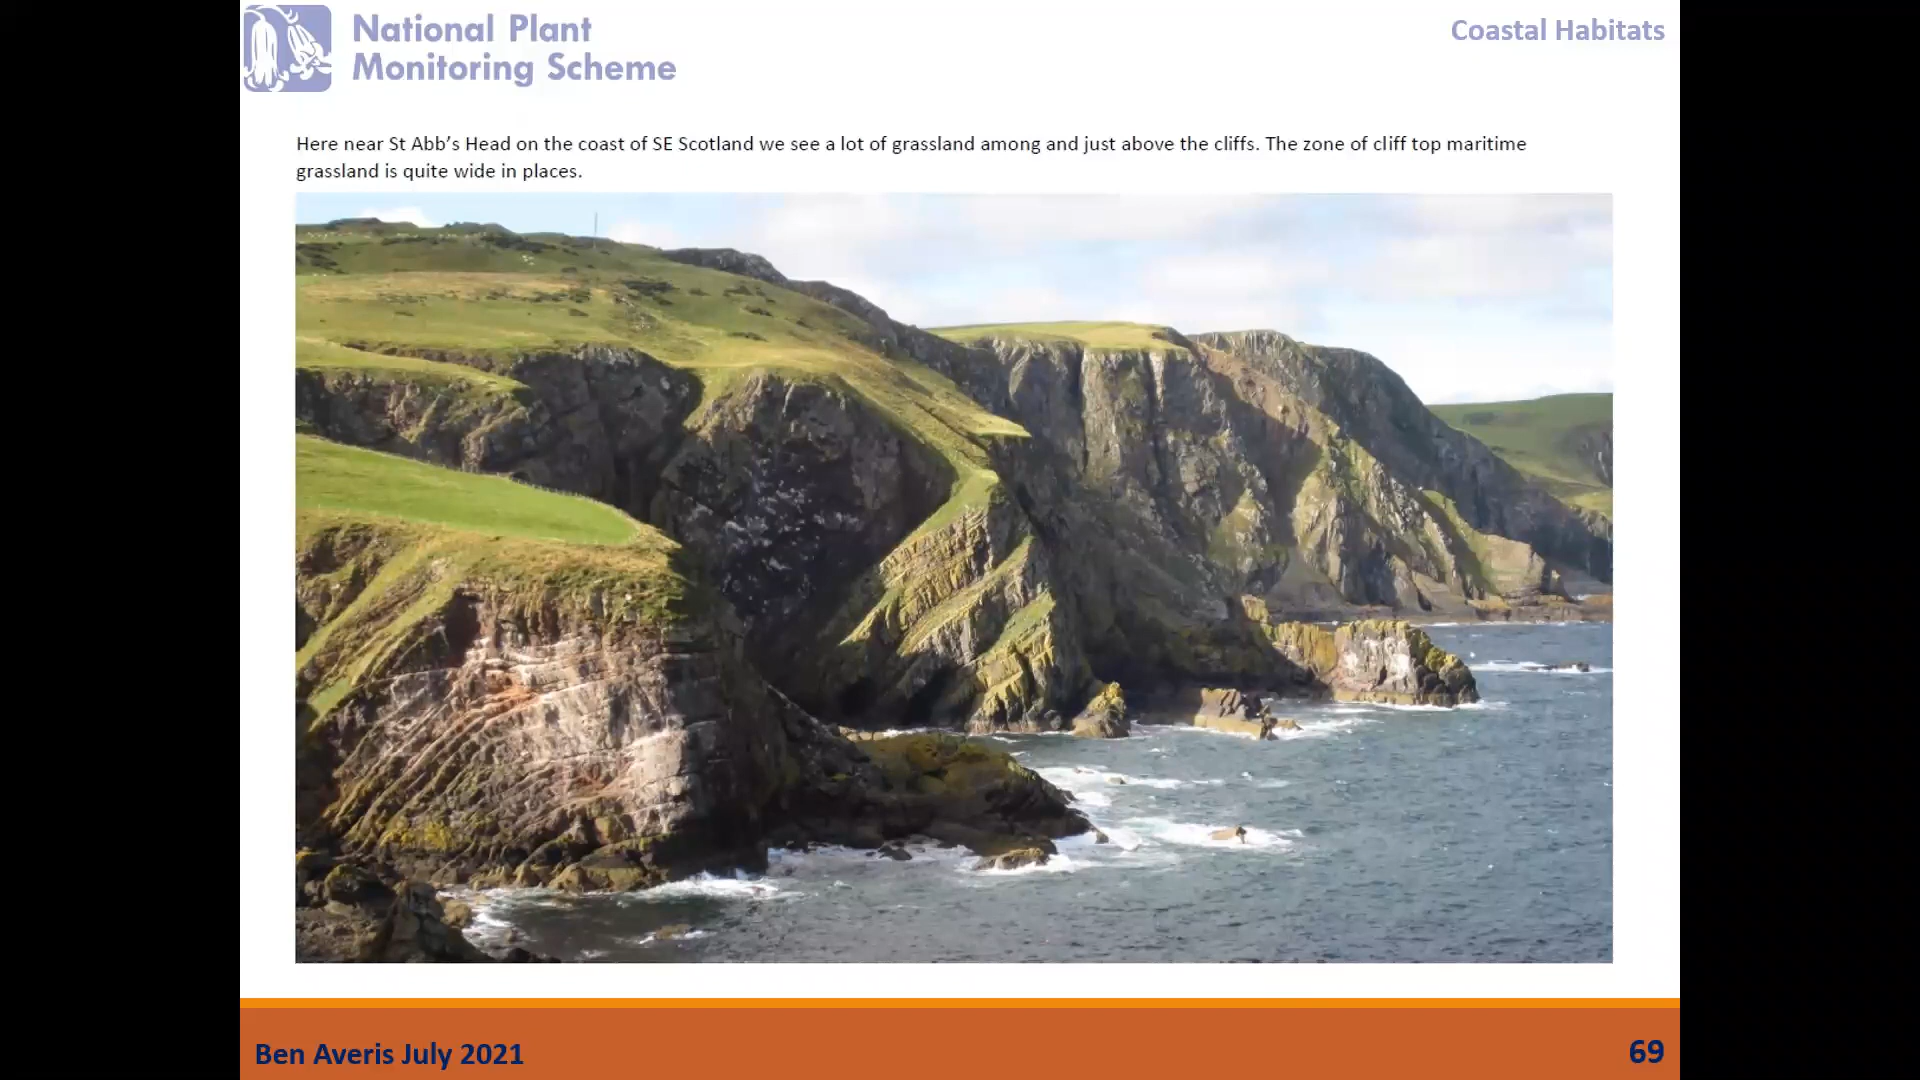 National Plant
Monitoring Scheme
Coastal Habitats
Here near St Abb’s Head on the coast of SE Scotland we see a lot of grassland among and just above the cliffs. The zone of cliff top maritime
grassland is quite wide in places.
Ben Averis July 2021
69